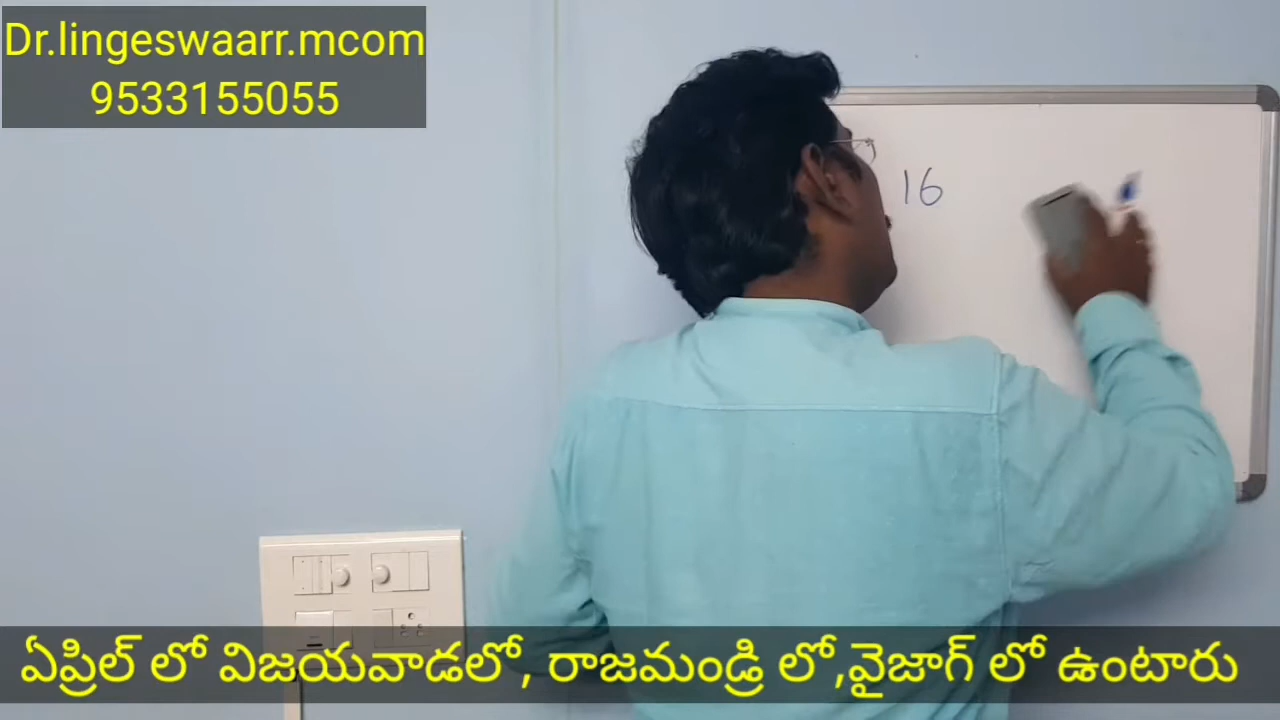 Dr.lingeswaarr.mcom
9533155055
16
ఏప్రిల్ లో విజయవాడలో, రాజమండ్రి లో,వైజాగ్ లో ఉంటారు